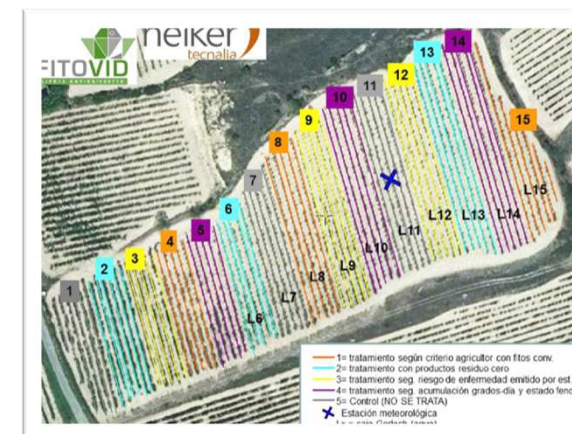 FITOVID
neiker
tecnalia
14
13
12
11
10
9
8
15
7
6
5
4
3
2
1
L15
L14
L13
L12
L11
L10
L9
L8
L7
L6
1= tratamiento según criterio agricultor con fitos conv.
2= tratamiento con productos residuo cero
3= tratamiento seg. riesgo de enfermedad emitido por est.
4= tratamiento seg. acumulación grados-día y estado fenc
5= Control (NO SE TRATA)
Estación meteorológica